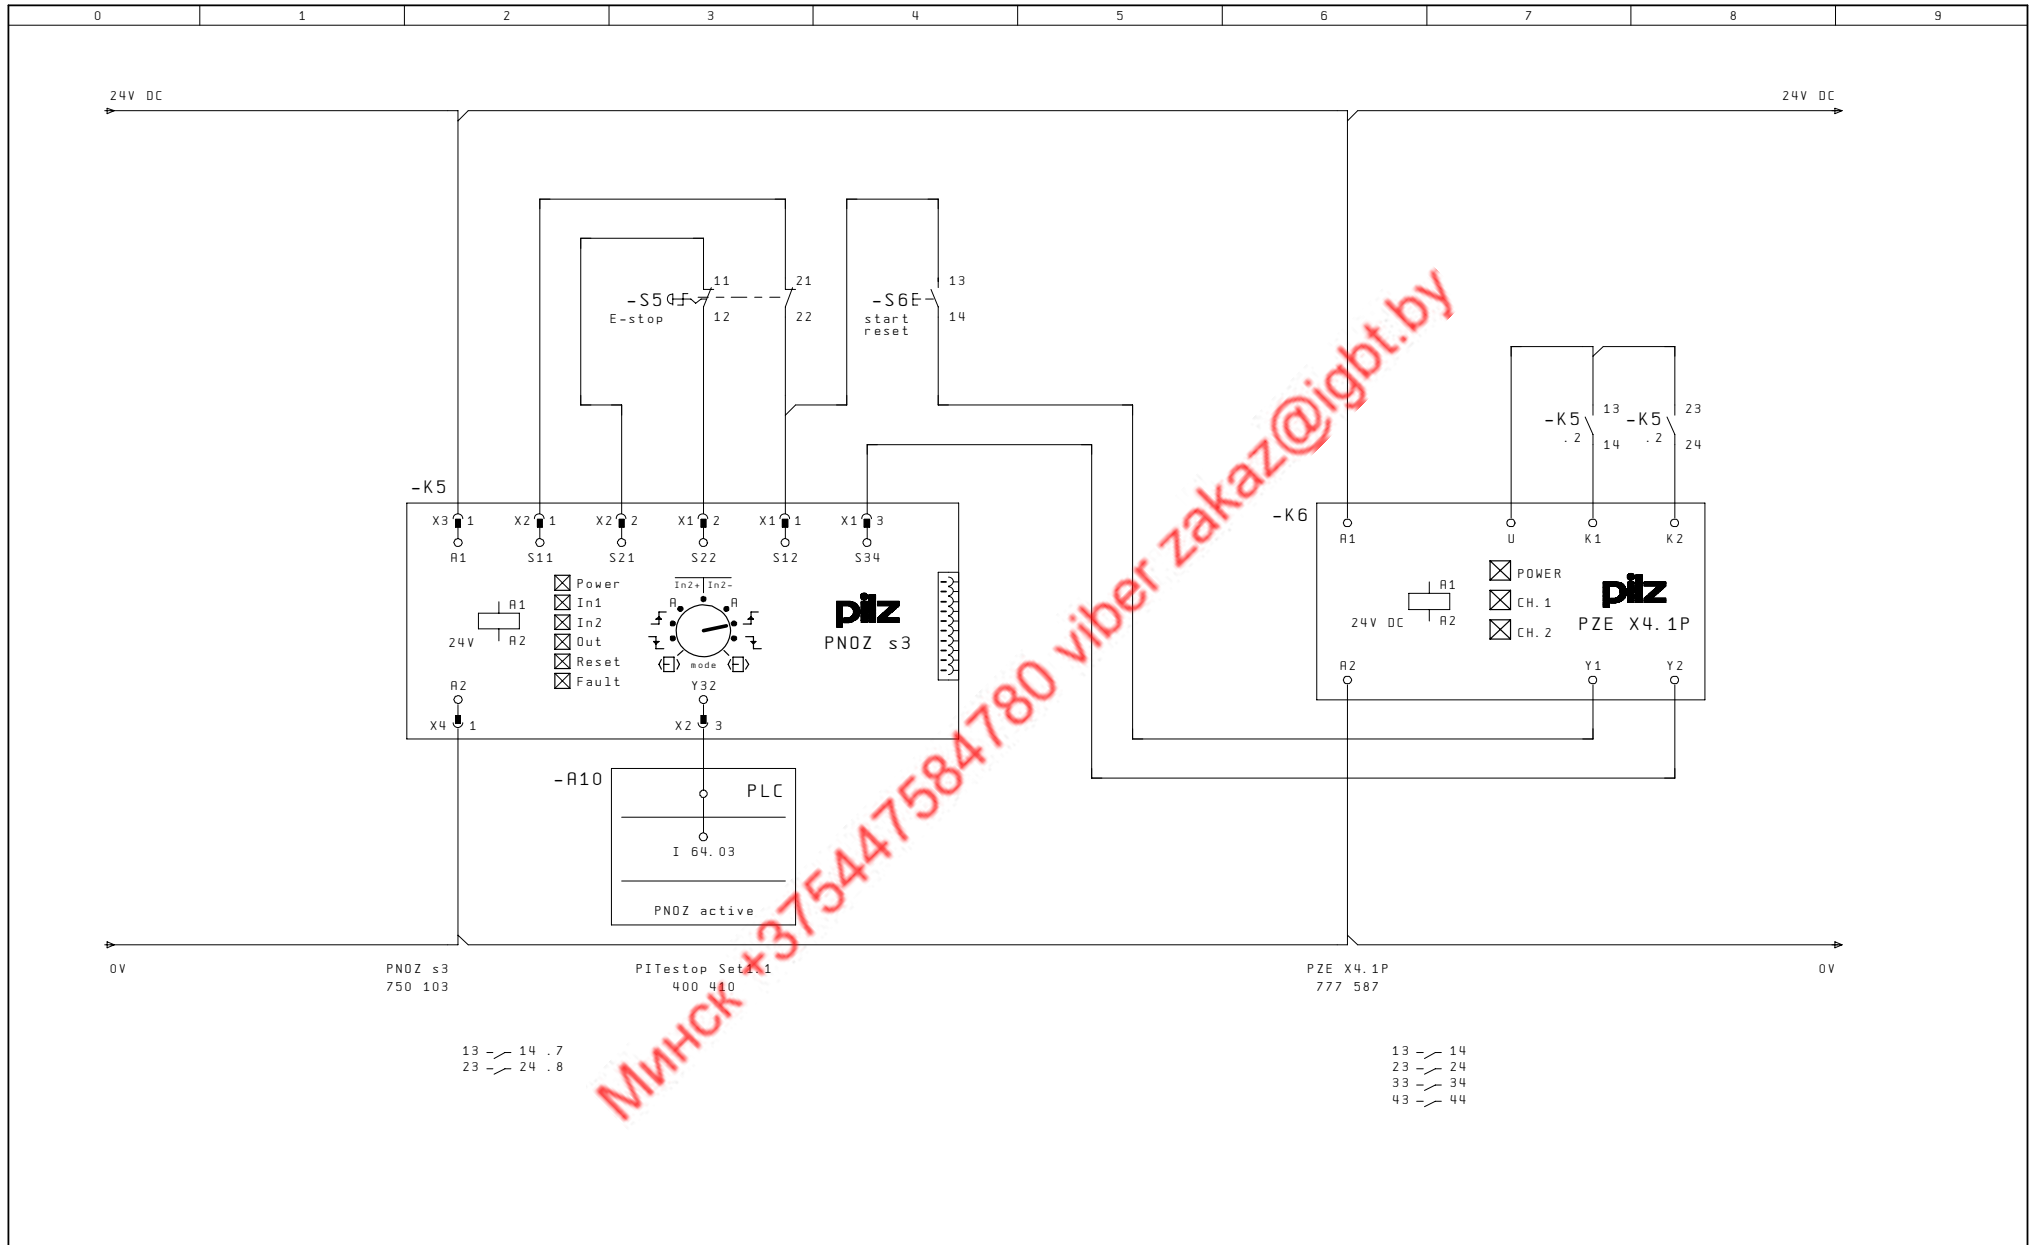 0 1 2 3 4 5 6 7 8 9
24V DC 24V DC
11 21 13
-S5 -S6
E-stop 12 22 start 14
reset
13 23
-K5 -K5
.2 14 .2 24
-K5 -K6
X3 1 X2 1 X2 2 X1 2 X1 1 X1 3
A1 S11 S21 S22 S12 S34
A1 U K1 K2
Power
In1
In2
Out
Reset
Fault
A1
24V A2
In2+ In2-
A A
mode
pilz
PNOZ s3
A1
24V DC A2
POWER
CH.1
CH.2
pilz
PZE X4.1P
A2 Y32
X4 1 X2 3
A2 Y1 Y2
-A10
PLC
I 64.03
PNOZ active
0V 0V
PNOZ s3
750 103
PITestop Set1.1
400 410
PZE X4.1P
777 587
13 14 .7
23 24 .8
13 14
23 24
33 34
43 44
Минск +375447584780 viber zakaz@igbt.by